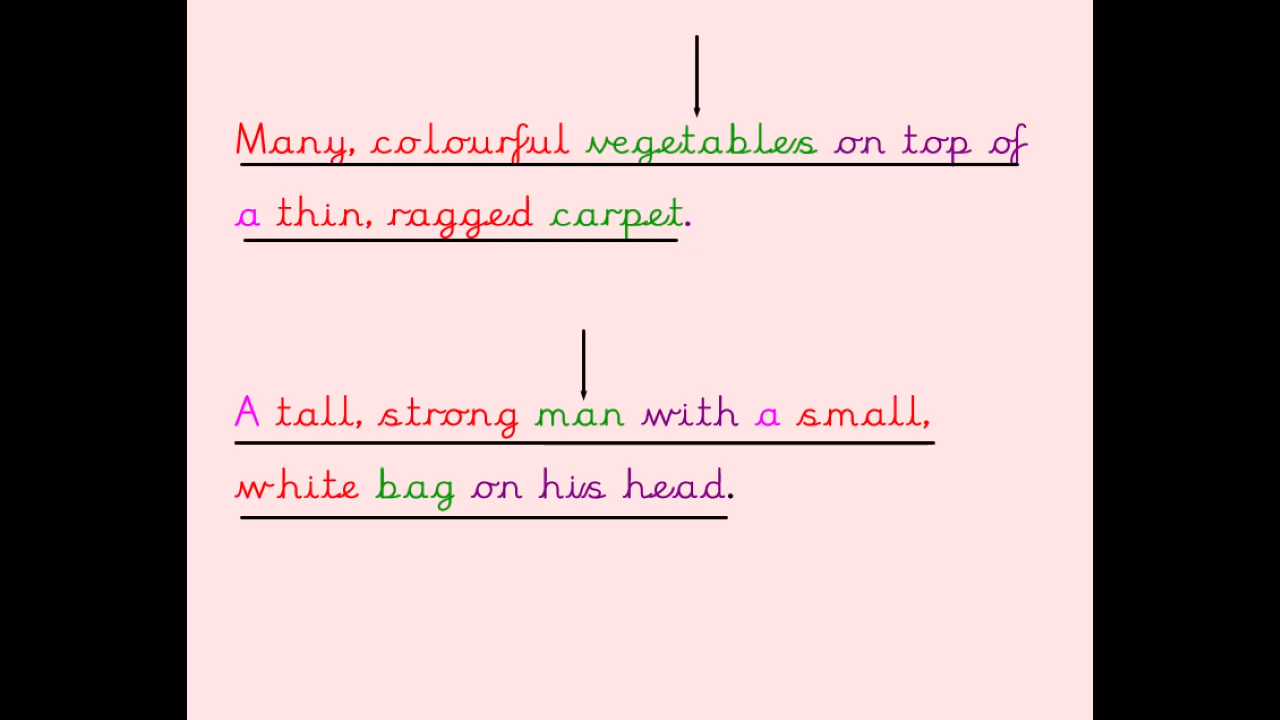 Many, colourful vegetables on top of
a thin, ragged carpet.
A tall, strong man with a small,
white bag on his head.